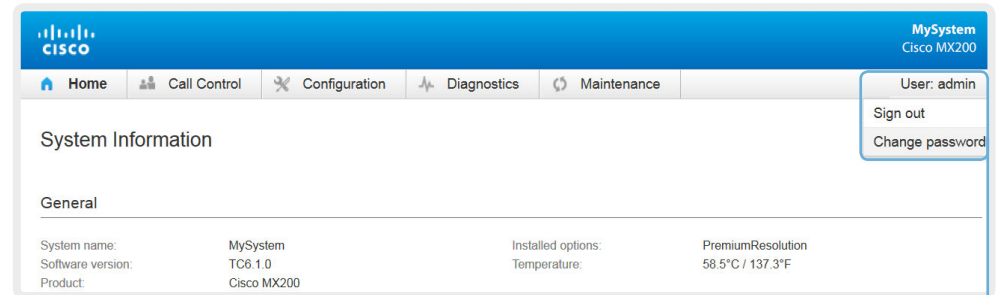 CISCO
MySystem
Cisco MX200
Home Call Control Configuration Diagnostics Maintenance User: admin
Sign out
Change password
System Information
General
System name: MySystem Installed options: PremiumResolution
Software version: TC6.1.0 Temperature: 58.5°C / 137.3°F
Product: Cisco MX200